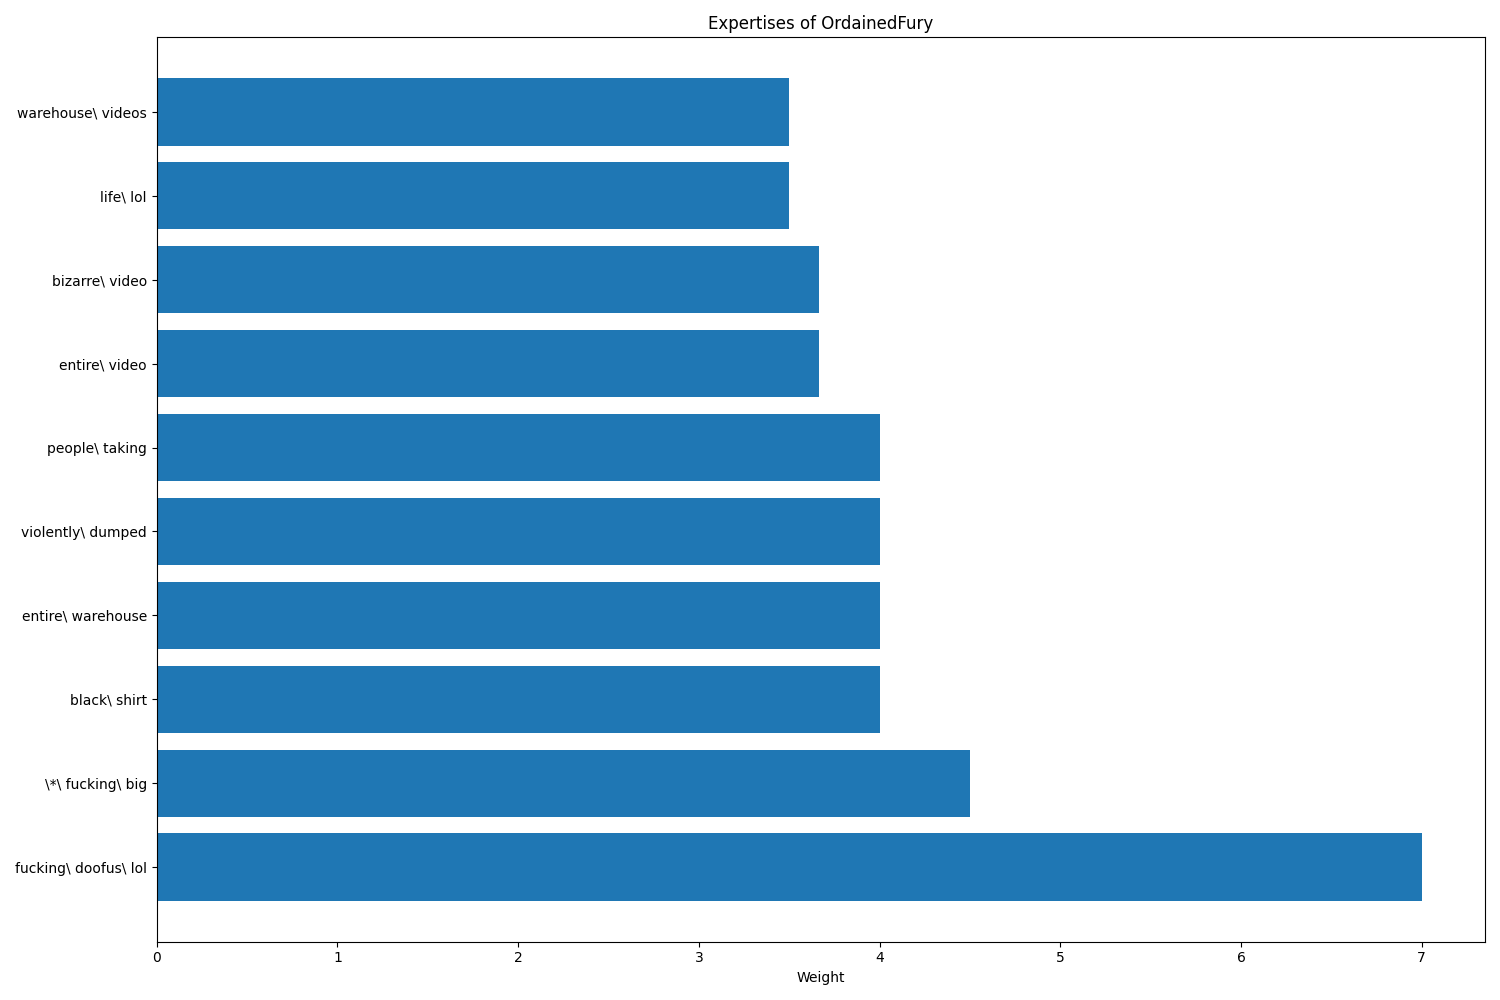 Expertises of OrdainedFury
warehouse\ videos
life\ lol
bizarre\ video
entire\ video
people\ taking
violently\ dumped
entire\ warehouse
black\ shirt
\*\ fucking\ big
fucking\ doofus\ lol
0 1 2 3 4 5 6 7
Weight